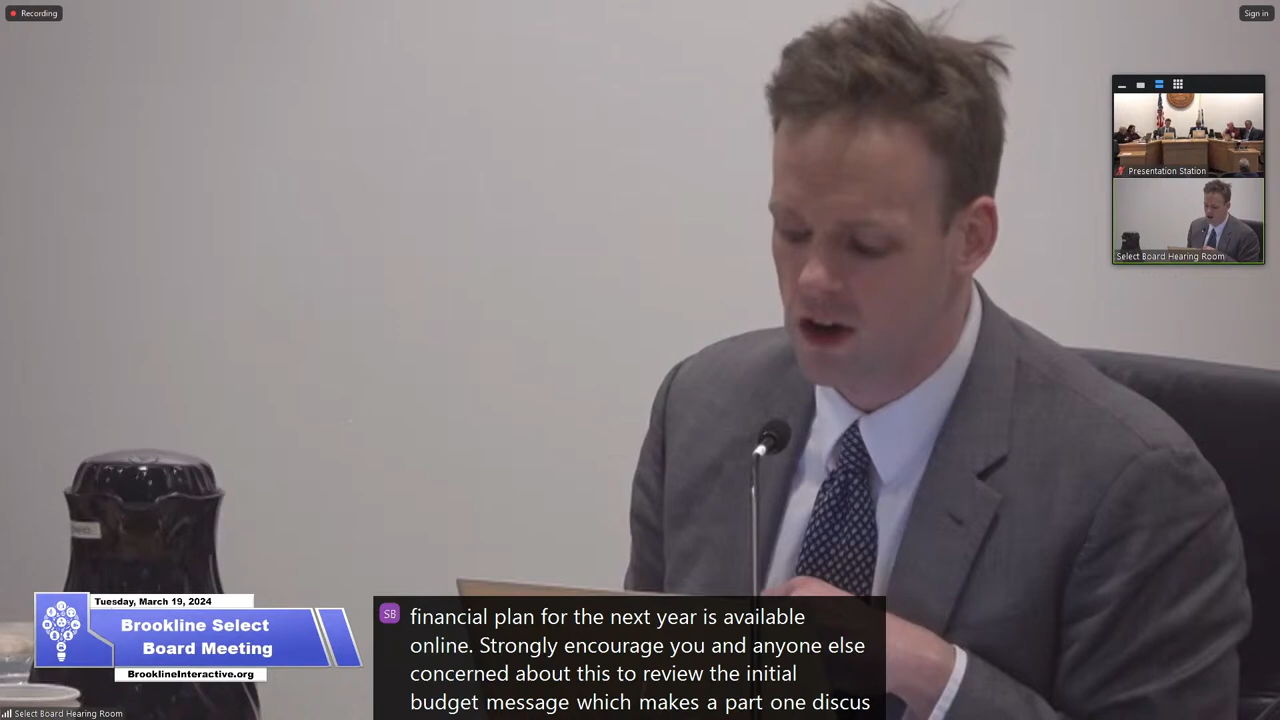 Recording
Sign in
Presentation Station
Select Board Hearing Room
SB
financial plan for the next year is available
online. Strongly encourage you and anyone else
concerned about this to review the initial
budget message which makes a part one discus
Tuesday, March 19, 2024
Brookline Select
Board Meeting
BrooklineInteractive.org
Select Board Hearing Room